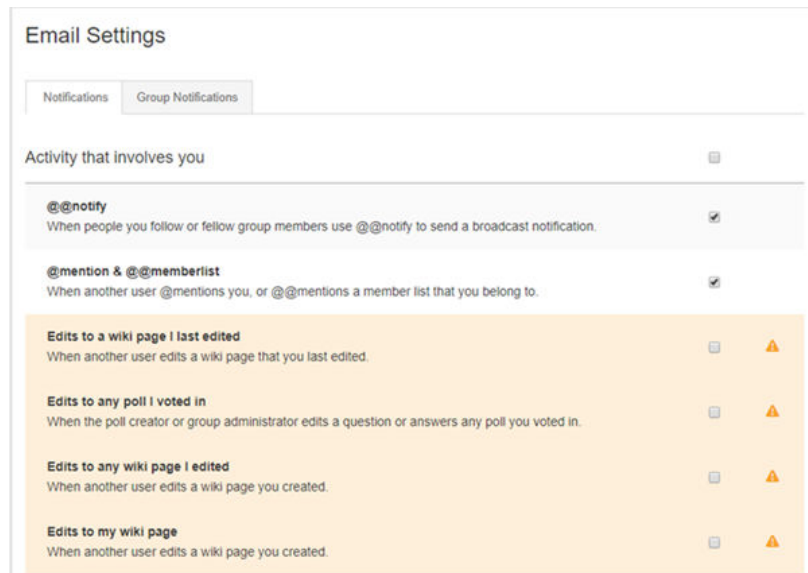 Email Settings
Notifications Group Notifications
Activity that involves you
@@notify
When people you follow or fellow group members use @@notify to send a broadcast notification.
@mention & @@memberlist
When another user @mentions you, or @@mentions a member list that you belong to.
Edits to a wiki page I last edited
When another user edits a wiki page that you last edited.
Edits to any poll I voted in
When the poll creator or group administrator edits a question or answers any poll you voted in.
Edits to any wiki page I edited
When another user edits a wiki page you created.
Edits to my wiki page
When another user edits a wiki page you created.